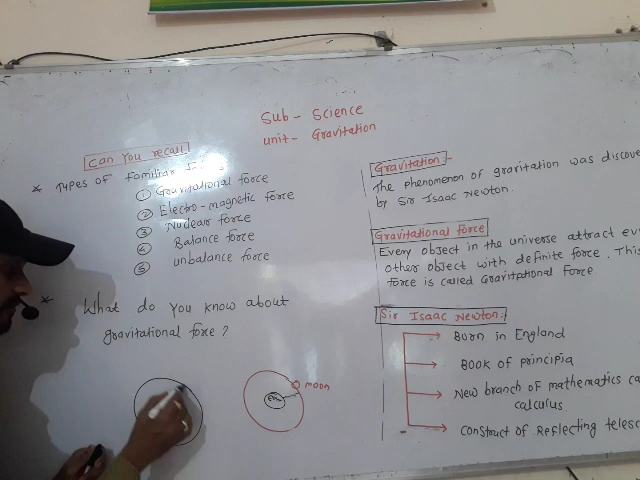 Sub - Science
unit - Gravitation
Can You recall
* Types of familiar
① Gravitational force
② Electro-magnetic force
③ Nuclear force
④ Balance force
⑤ unbalance force
* What do you know about
gravitational force ?
moon
Gravitation:-
The phenomenon of gravitation was discove
by Sir Isaac Newton.
Gravitational force
Every object in the universe attract eve
other object with definite force. This
force is called Gravitational Force
Sir Isaac Newton:-
Born in England
BOOK of principia
New branch of mathematics ca
calculus
Construct of Reflecting telesc